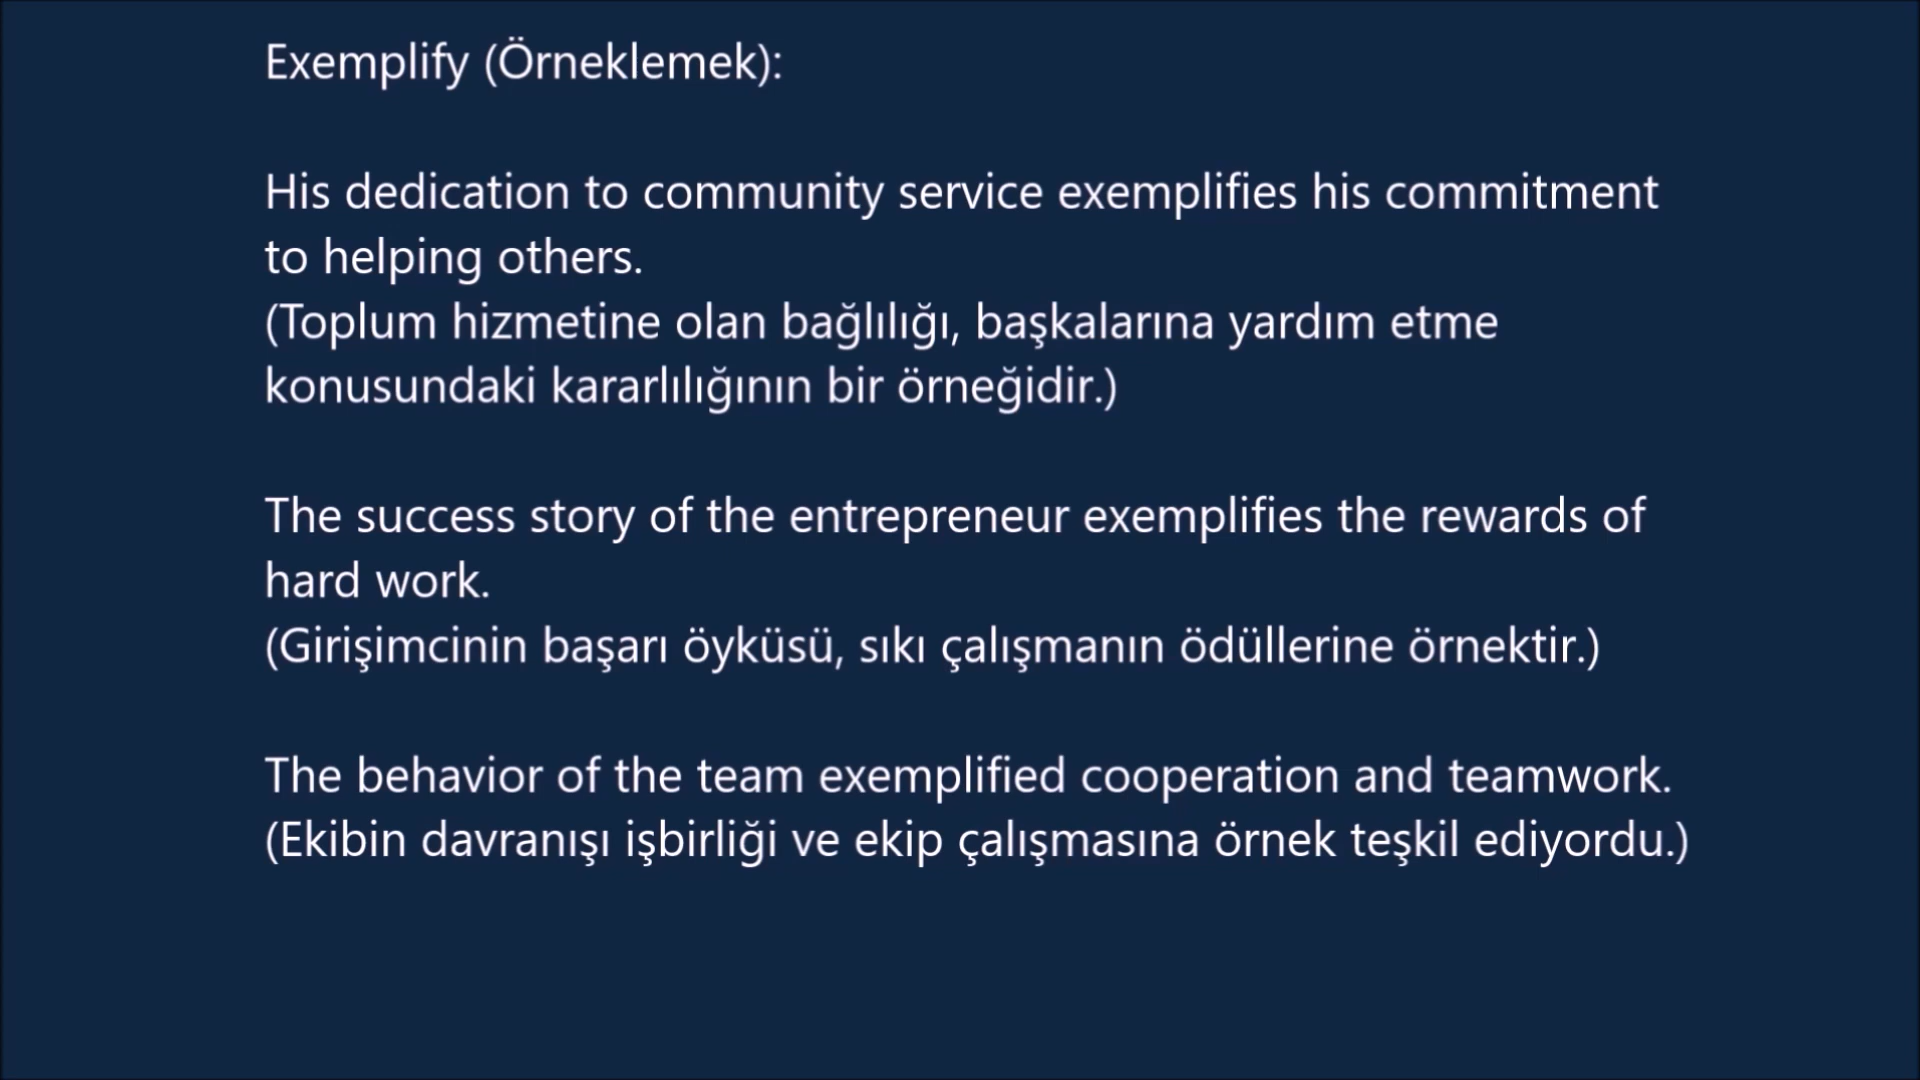 Exemplify (Örneklemek):
His dedication to community service exemplifies his commitment
to helping others.
(Toplum hizmetine olan bağlılığı, başkalarına yardım etme
konusundaki kararlılığının bir örneğidir.)
The success story of the entrepreneur exemplifies the rewards of
hard work.
(Girişimcinin başarı öyküsü, sıkı çalışmanın ödüllerine örnektir.)
The behavior of the team exemplified cooperation and teamwork.
(Ekibin davranışı işbirliği ve ekip çalışmasına örnek teşkil ediyordu.)